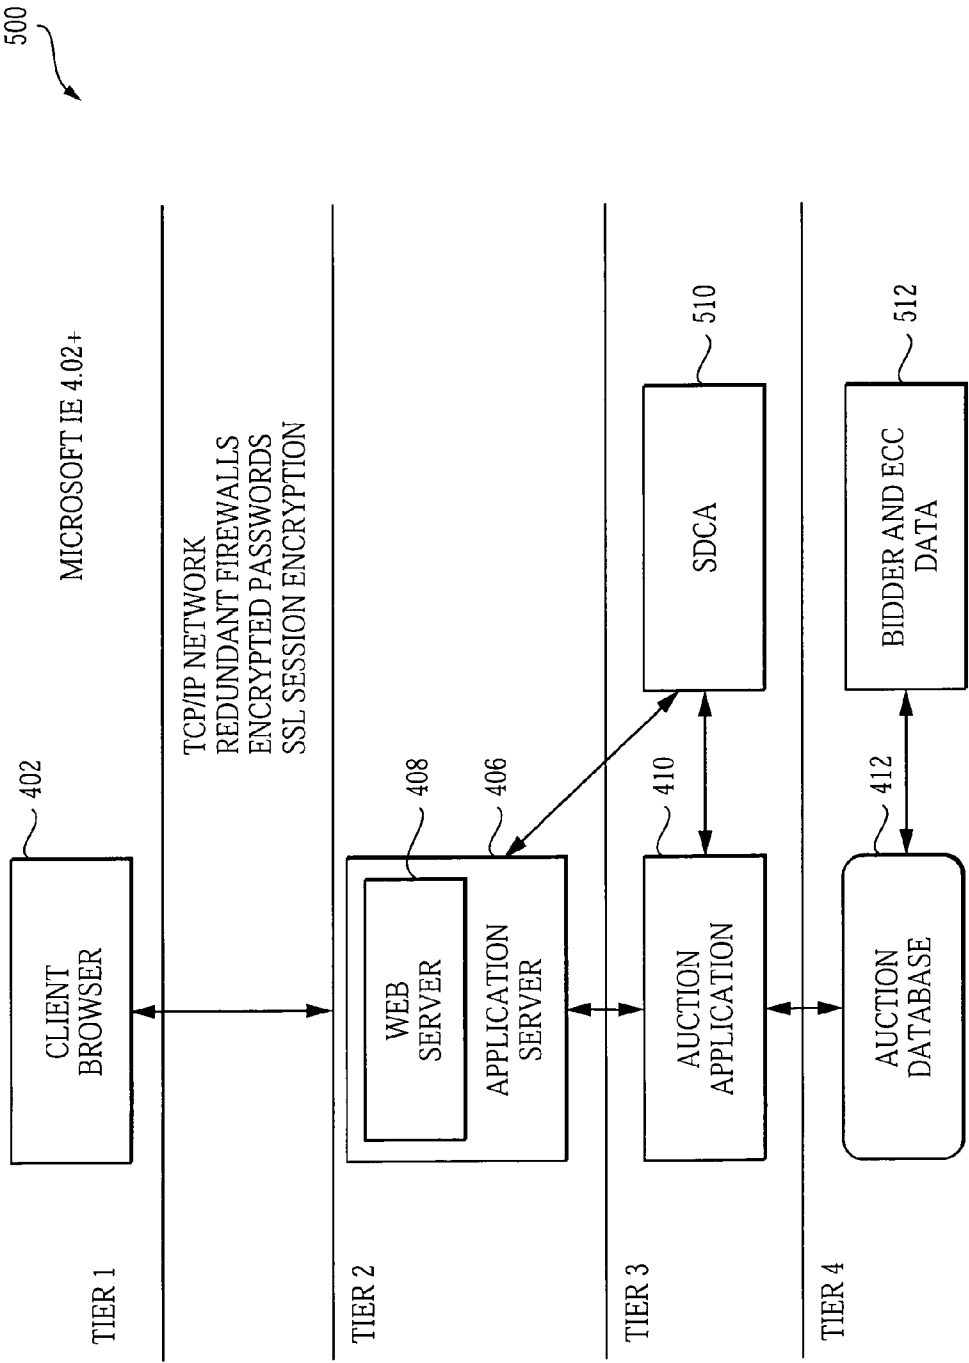 500
TIER 1
CLIENT
BROWSER
402
MICROSOFT IE 4.02+
TCP/IP NETWORK
REDUNDANT FIREWALLS
ENCRYPTED PASSWORDS
SSL SESSION ENCRYPTION
TIER 2
WEB
SERVER
408
APPLICATION
SERVER
406
TIER 3
AUCTION
APPLICATION
410
SDCA
510
TIER 4
AUCTION
DATABASE
412
BIDDER AND ECC
DATA
512